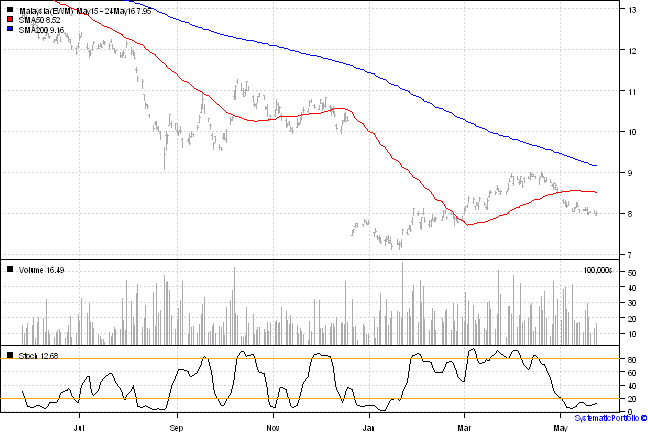 Malaysia(EWM) May15 - 24May16 7.95
SMA50 8.52
SMA200 9.16
13
12
11
10
9
8
7
Volume 16.49
100,000s
50
40
30
20
10
Stoch 12.68
80
60
40
20
0
Jul
Sep
Nov
Jan
Mar
May
SystematicPortfolio ©